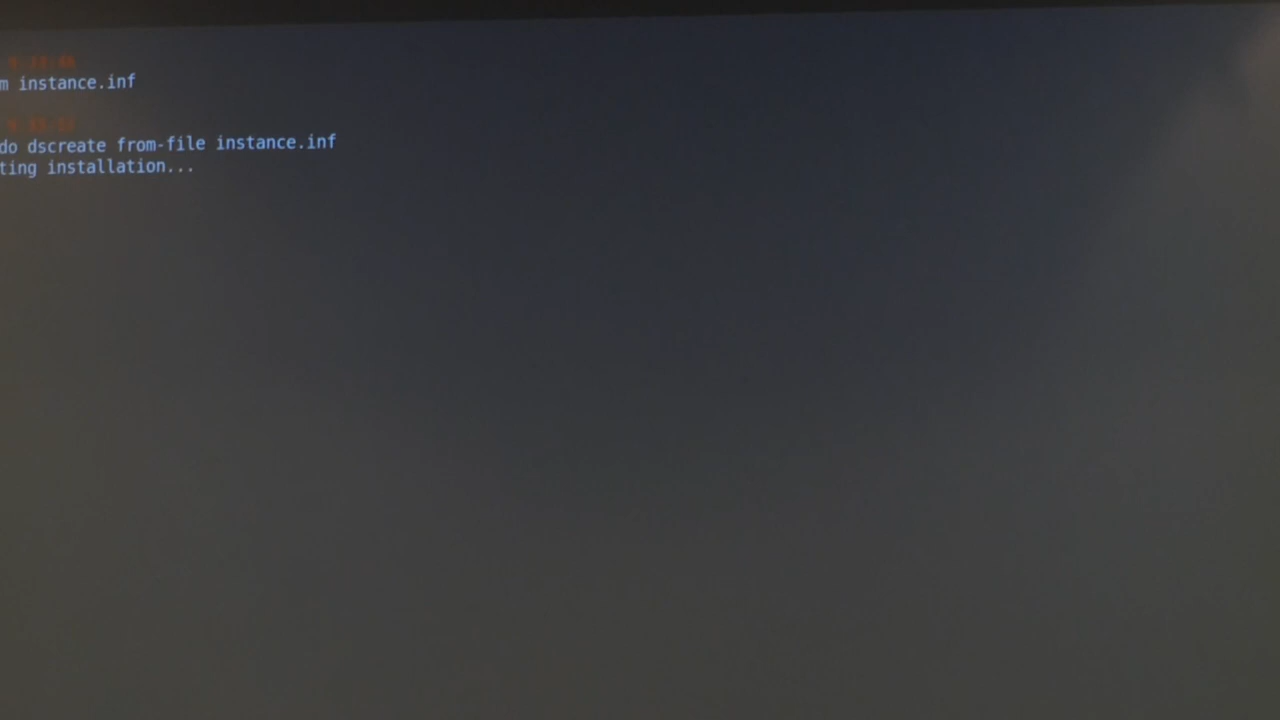 m instance.inf
do dscreate from-file instance.inf
ting installation...